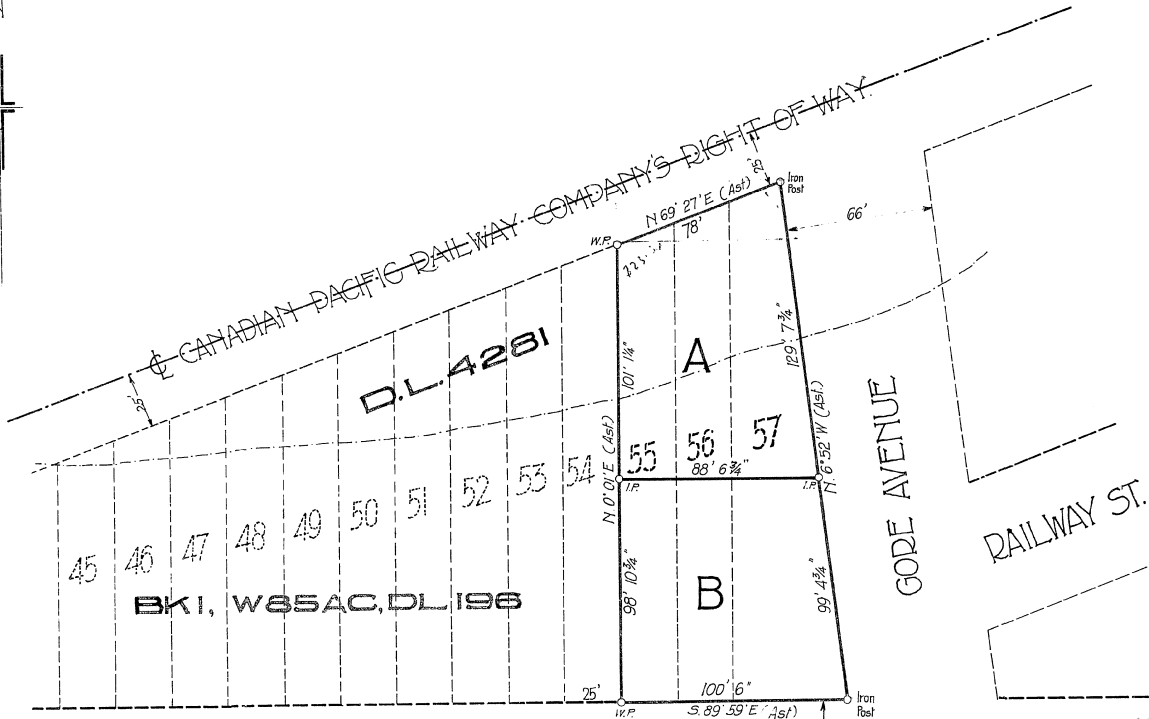 ℄ CANADIAN PACIFIC RAILWAY COMPANY'S RIGHT OF WAY.
25'
25'
Iron
Post
N 69° 27' E (Ast)
78'
W.P.
66'
D.L. 4281
101' 1¼"
A
129' 7¾"
N 0° 01' E (Ast)
N. 6° 52' W (Ast)
45
46
47
48
49
50
51
52
53
54
55
56
57
88' 6¾"
I.P.
I.P.
GORE AVENUE
RAILWAY ST.
BK 1, W85AC, DL 196
98' 10¾"
B
99' 4¾"
25'
100' 6"
S. 89° 59' E (Ast)
W.P.
Iron
Post